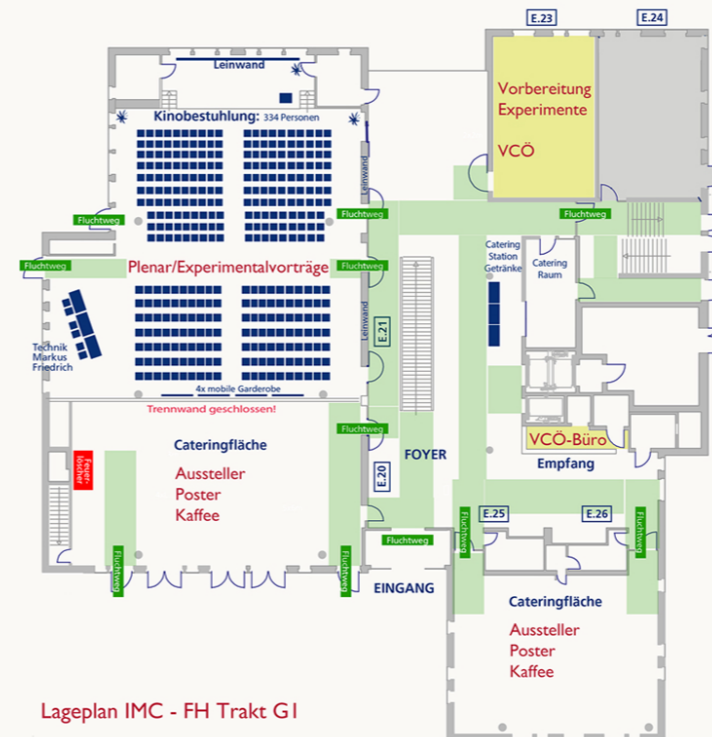 E.23
E.24
Leinwand
Vorbereitung
Experimente
VCÖ
Kinobestuhlung: 334 Personen
Leinwand
Fluchtweg
Fluchtweg
Fluchtweg
Fluchtweg
Plenar/Experimentalvorträge
Fluchtweg
Catering
Station
Getränke
Catering
Raum
Technik
Markus
Friedrich
Leinwand
E.21
4x mobile Garderobe
Trennwand geschlossen!
Fluchtweg
Cateringfläche
Aussteller
Poster
Kaffee
Feuer-
löscher
E.20
FOYER
VCÖ-Büro
Empfang
Fluchtweg
E.25
E.26
Fluchtweg
Fluchtweg
Fluchtweg
Fluchtweg
EINGANG
Cateringfläche
Aussteller
Poster
Kaffee
Lageplan IMC - FH Trakt G1